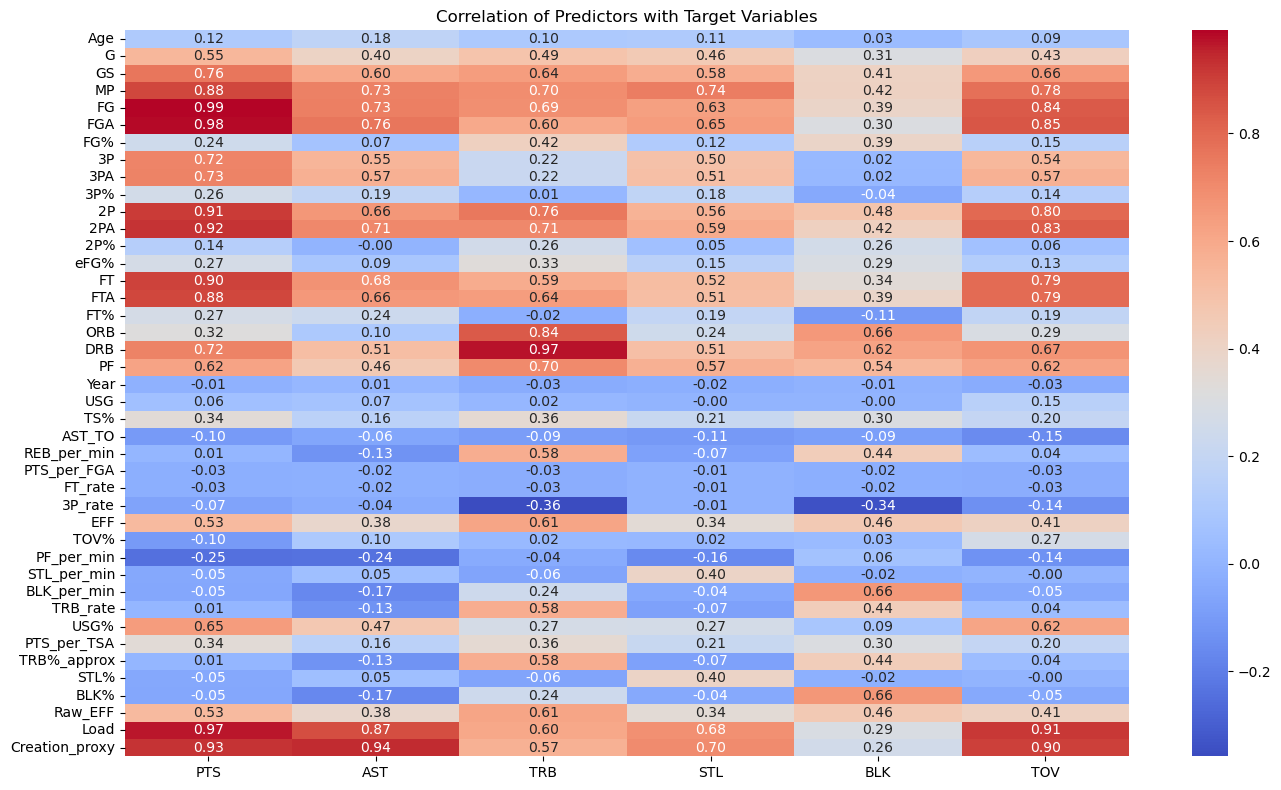 Correlation of Predictors with Target Variables
Age 0.12 0.18 0.10 0.11 0.03 0.09
G 0.55 0.40 0.49 0.46 0.31 0.43
GS 0.76 0.60 0.64 0.58 0.41 0.66
MP 0.88 0.73 0.70 0.74 0.42 0.78
FG 0.99 0.73 0.69 0.63 0.39 0.84
FGA 0.98 0.76 0.60 0.65 0.30 0.85
FG% 0.24 0.07 0.42 0.12 0.39 0.15
3P 0.72 0.55 0.22 0.50 0.02 0.54
3PA 0.73 0.57 0.22 0.51 0.02 0.57
3P% 0.26 0.19 0.01 0.18 -0.04 0.14
2P 0.91 0.66 0.76 0.56 0.48 0.80
2PA 0.92 0.71 0.71 0.59 0.42 0.83
2P% 0.14 -0.00 0.26 0.05 0.26 0.06
eFG% 0.27 0.09 0.33 0.15 0.29 0.13
FT 0.90 0.68 0.59 0.52 0.34 0.79
FTA 0.88 0.66 0.64 0.51 0.39 0.79
FT% 0.27 0.24 -0.02 0.19 -0.11 0.19
ORB 0.32 0.10 0.84 0.24 0.66 0.29
DRB 0.72 0.51 0.97 0.51 0.62 0.67
PF 0.62 0.46 0.70 0.57 0.54 0.62
Year -0.01 0.01 -0.03 -0.02 -0.01 -0.03
USG 0.06 0.07 0.02 -0.00 -0.00 0.15
TS% 0.34 0.16 0.36 0.21 0.30 0.20
AST_TO -0.10 -0.06 -0.09 -0.11 -0.09 -0.15
REB_per_min 0.01 -0.13 0.58 -0.07 0.44 0.04
PTS_per_FGA -0.03 -0.02 -0.03 -0.01 -0.02 -0.03
FT_rate -0.03 -0.02 -0.03 -0.01 -0.02 -0.03
3P_rate -0.07 -0.04 -0.36 -0.01 -0.34 -0.14
EFF 0.53 0.38 0.61 0.34 0.46 0.41
TOV% -0.10 0.10 0.02 0.02 0.03 0.27
PF_per_min -0.25 -0.24 -0.04 -0.16 0.06 -0.14
STL_per_min -0.05 0.05 -0.06 0.40 -0.02 -0.00
BLK_per_min -0.05 -0.17 0.24 -0.04 0.66 -0.05
TRB_rate 0.01 -0.13 0.58 -0.07 0.44 0.04
USG% 0.65 0.47 0.27 0.27 0.09 0.62
PTS_per_TSA 0.34 0.16 0.36 0.21 0.30 0.20
TRB%_approx 0.01 -0.13 0.58 -0.07 0.44 0.04
STL% -0.05 0.05 -0.06 0.40 -0.02 -0.00
BLK% -0.05 -0.17 0.24 -0.04 0.66 -0.05
Raw_EFF 0.53 0.38 0.61 0.34 0.46 0.41
Load 0.97 0.87 0.60 0.68 0.29 0.91
Creation_proxy 0.93 0.94 0.57 0.70 0.26 0.90
PTS AST TRB STL BLK TOV
0.8
0.6
0.4
0.2
0.0
−0.2